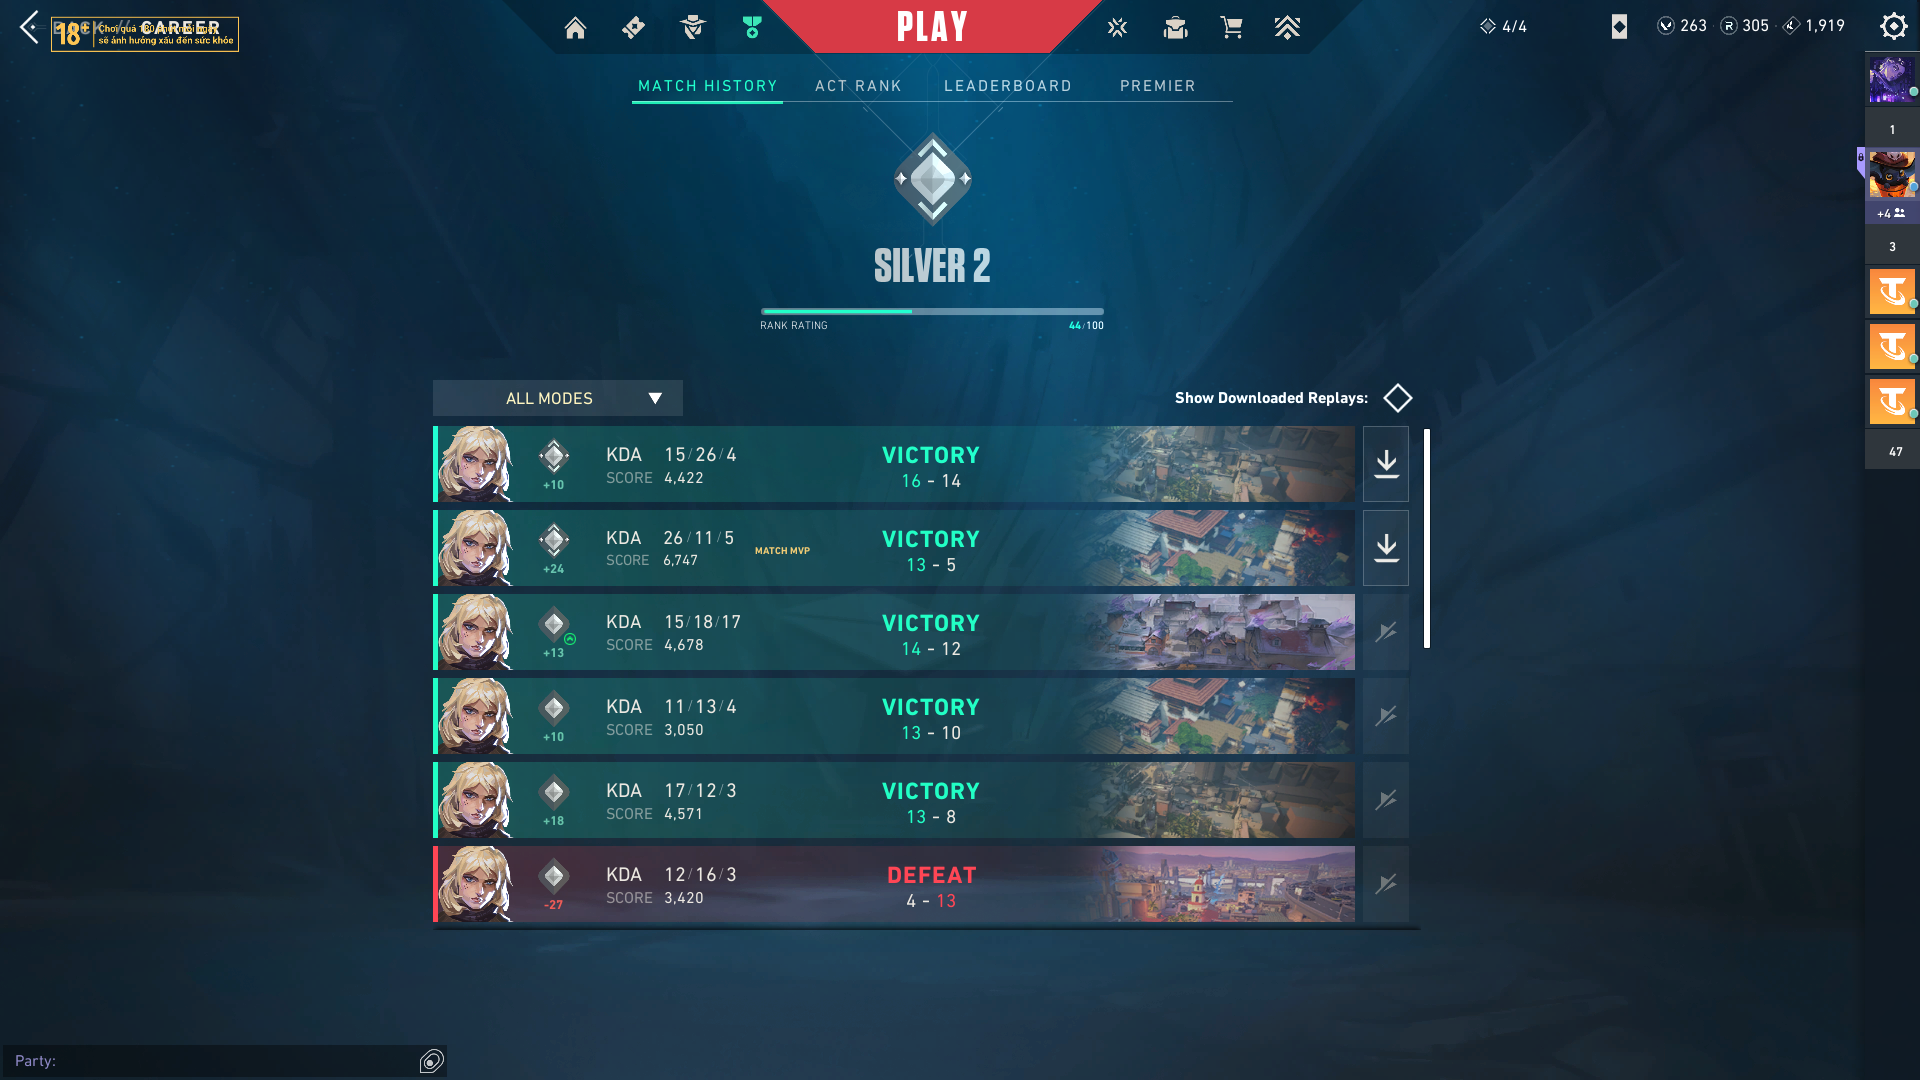 18+
Chơi quá 180 phút mỗi ngày
sẽ ảnh hưởng xấu đến sức khỏe
CAREER
PLAY
4/4
263
305
1,919
MATCH HISTORY
ACT RANK
LEADERBOARD
PREMIER
SILVER 2
RANK RATING
44/100
ALL MODES
Show Downloaded Replays:
+10
KDA 15/26/4
SCORE 4,422
VICTORY
16 - 14
+24
KDA 26/11/5
SCORE 6,747
MATCH MVP
VICTORY
13 - 5
+13
KDA 15/18/17
SCORE 4,678
VICTORY
14 - 12
+10
KDA 11/13/4
SCORE 3,050
VICTORY
13 - 10
+18
KDA 17/12/3
SCORE 4,571
VICTORY
13 - 8
-27
KDA 12/16/3
SCORE 3,420
DEFEAT
4 - 13
1
+4
3
47
Party: